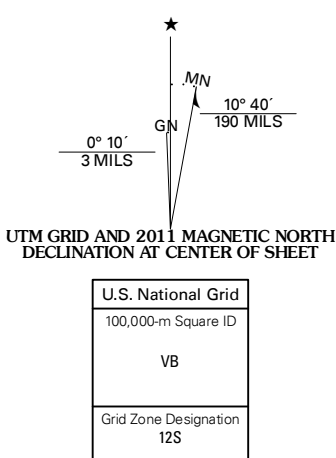 ★
MN
GN
10° 40´
190 MILS
0° 10´
3 MILS
UTM GRID AND 2011 MAGNETIC NORTH
DECLINATION AT CENTER OF SHEET
U.S. National Grid
100,000-m Square ID
VB
Grid Zone Designation
12S